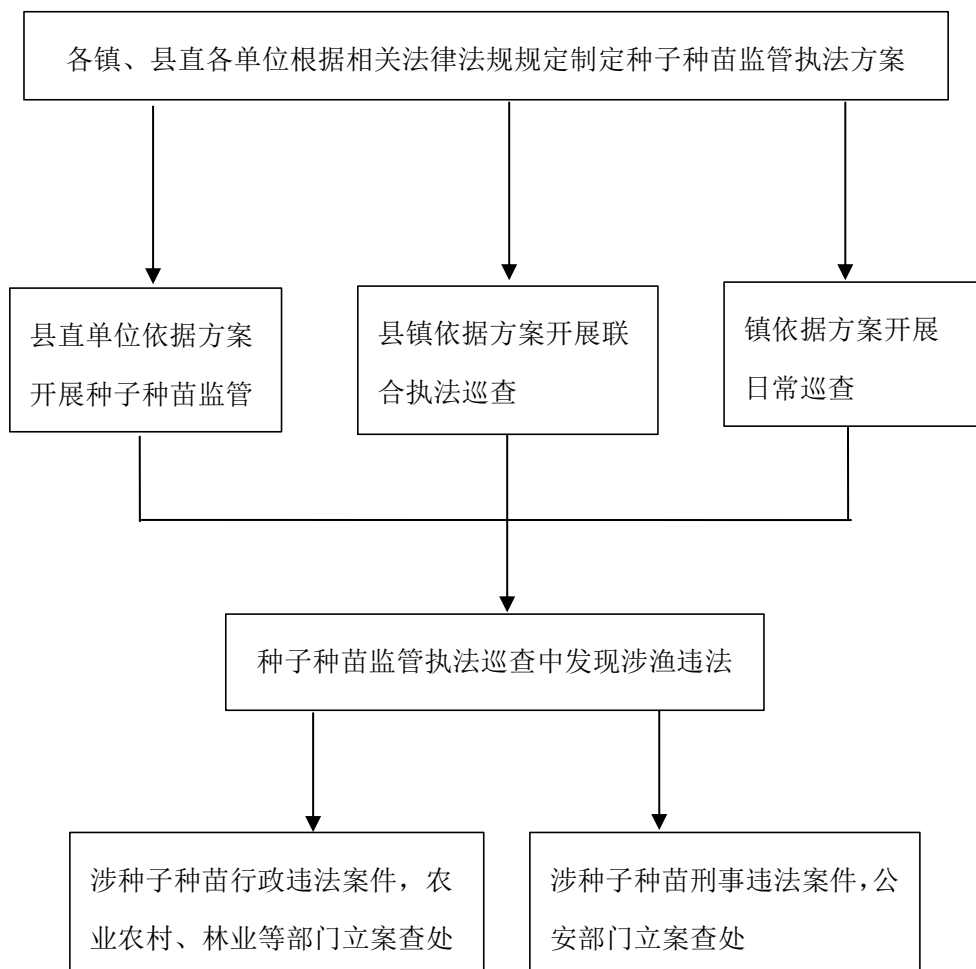 各镇、县直各单位根据相关法律法规规定制定种子种苗监管执法方案
县直单位依据方案
开展种子种苗监管
县镇依据方案开展联
合执法巡查
镇依据方案开展
日常巡查
种子种苗监管执法巡查中发现涉渔违法
涉种子种苗行政违法案件，农
业农村、林业等部门立案查处
涉种子种苗刑事违法案件，公
安部门立案查处